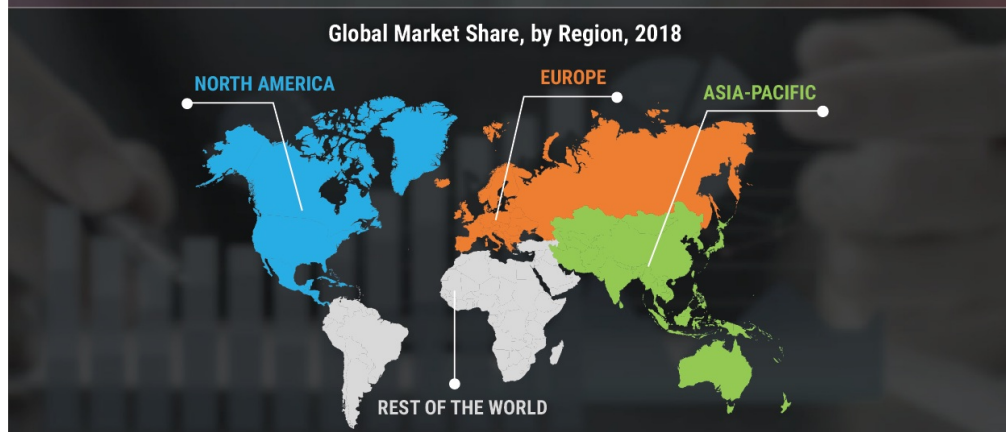 Global Market Share, by Region, 2018
NORTH AMERICA
EUROPE
ASIA-PACIFIC
REST OF THE WORLD